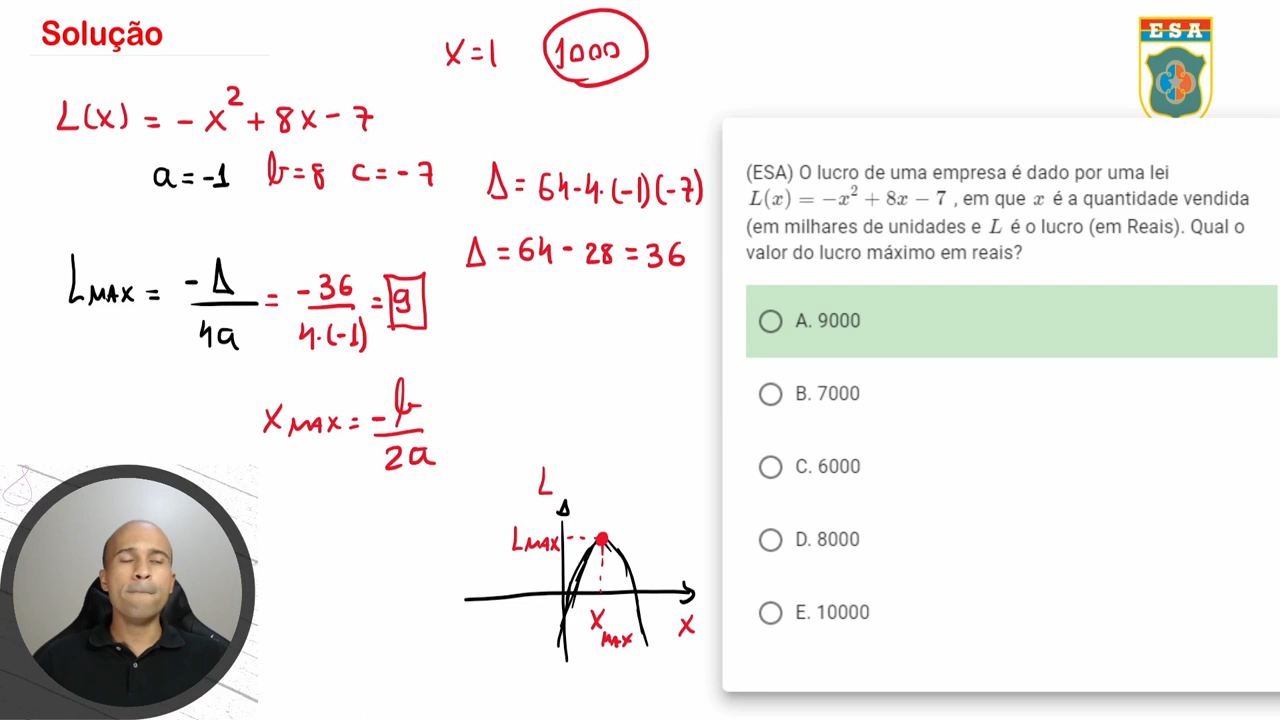 Solução
x=1 1000
L(x) = -x² + 8x - 7
a=-1 b=8 c=-7
Δ = 64-4·(-1)(-7)
Δ = 64 - 28 = 36
LMAX = -Δ/4a = -36/4·(-1) = 9
XMAX = -b/2a
L
LMAX
XMAX
X
ESA
(ESA) O lucro de uma empresa é dado por uma lei
L(x) = −x² + 8x − 7 , em que x é a quantidade vendida
(em milhares de unidades e L é o lucro (em Reais). Qual o
valor do lucro máximo em reais?
A. 9000
B. 7000
C. 6000
D. 8000
E. 10000